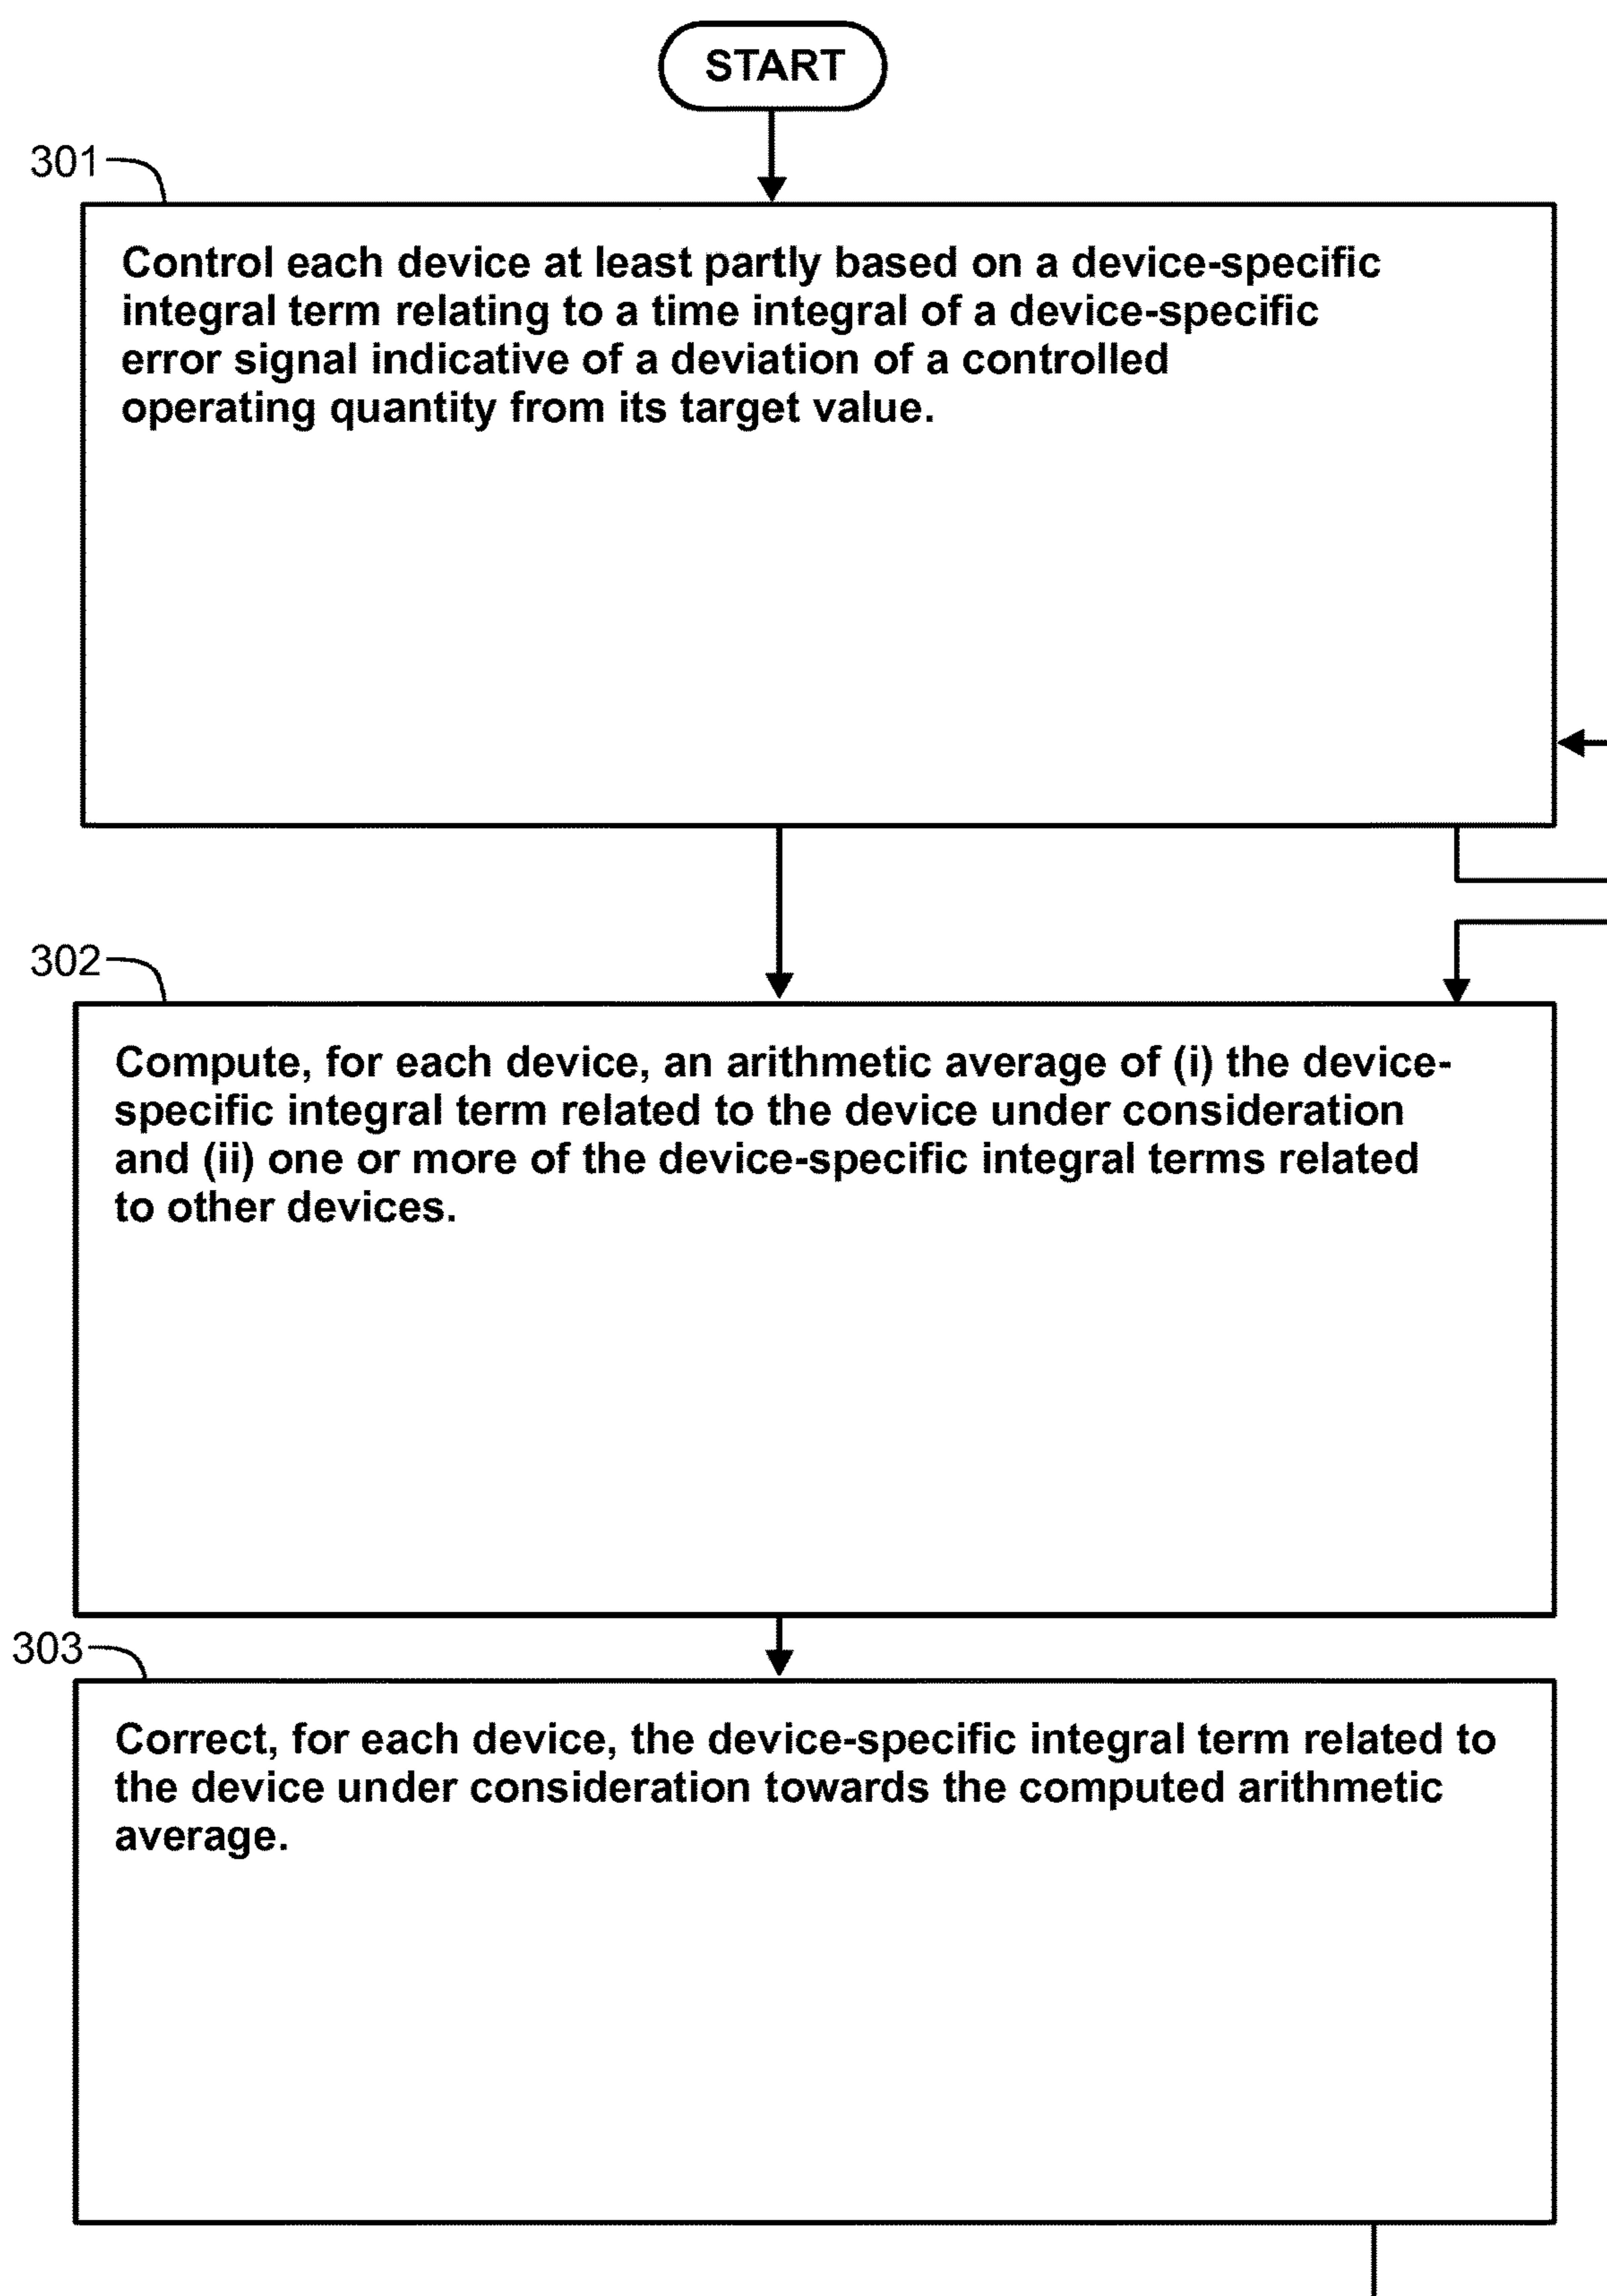 START
301
Control each device at least partly based on a device-specific
integral term relating to a time integral of a device-specific
error signal indicative of a deviation of a controlled
operating quantity from its target value.
302
Compute, for each device, an arithmetic average of (i) the device-
specific integral term related to the device under consideration
and (ii) one or more of the device-specific integral terms related
to other devices.
303
Correct, for each device, the device-specific integral term related to
the device under consideration towards the computed arithmetic
average.